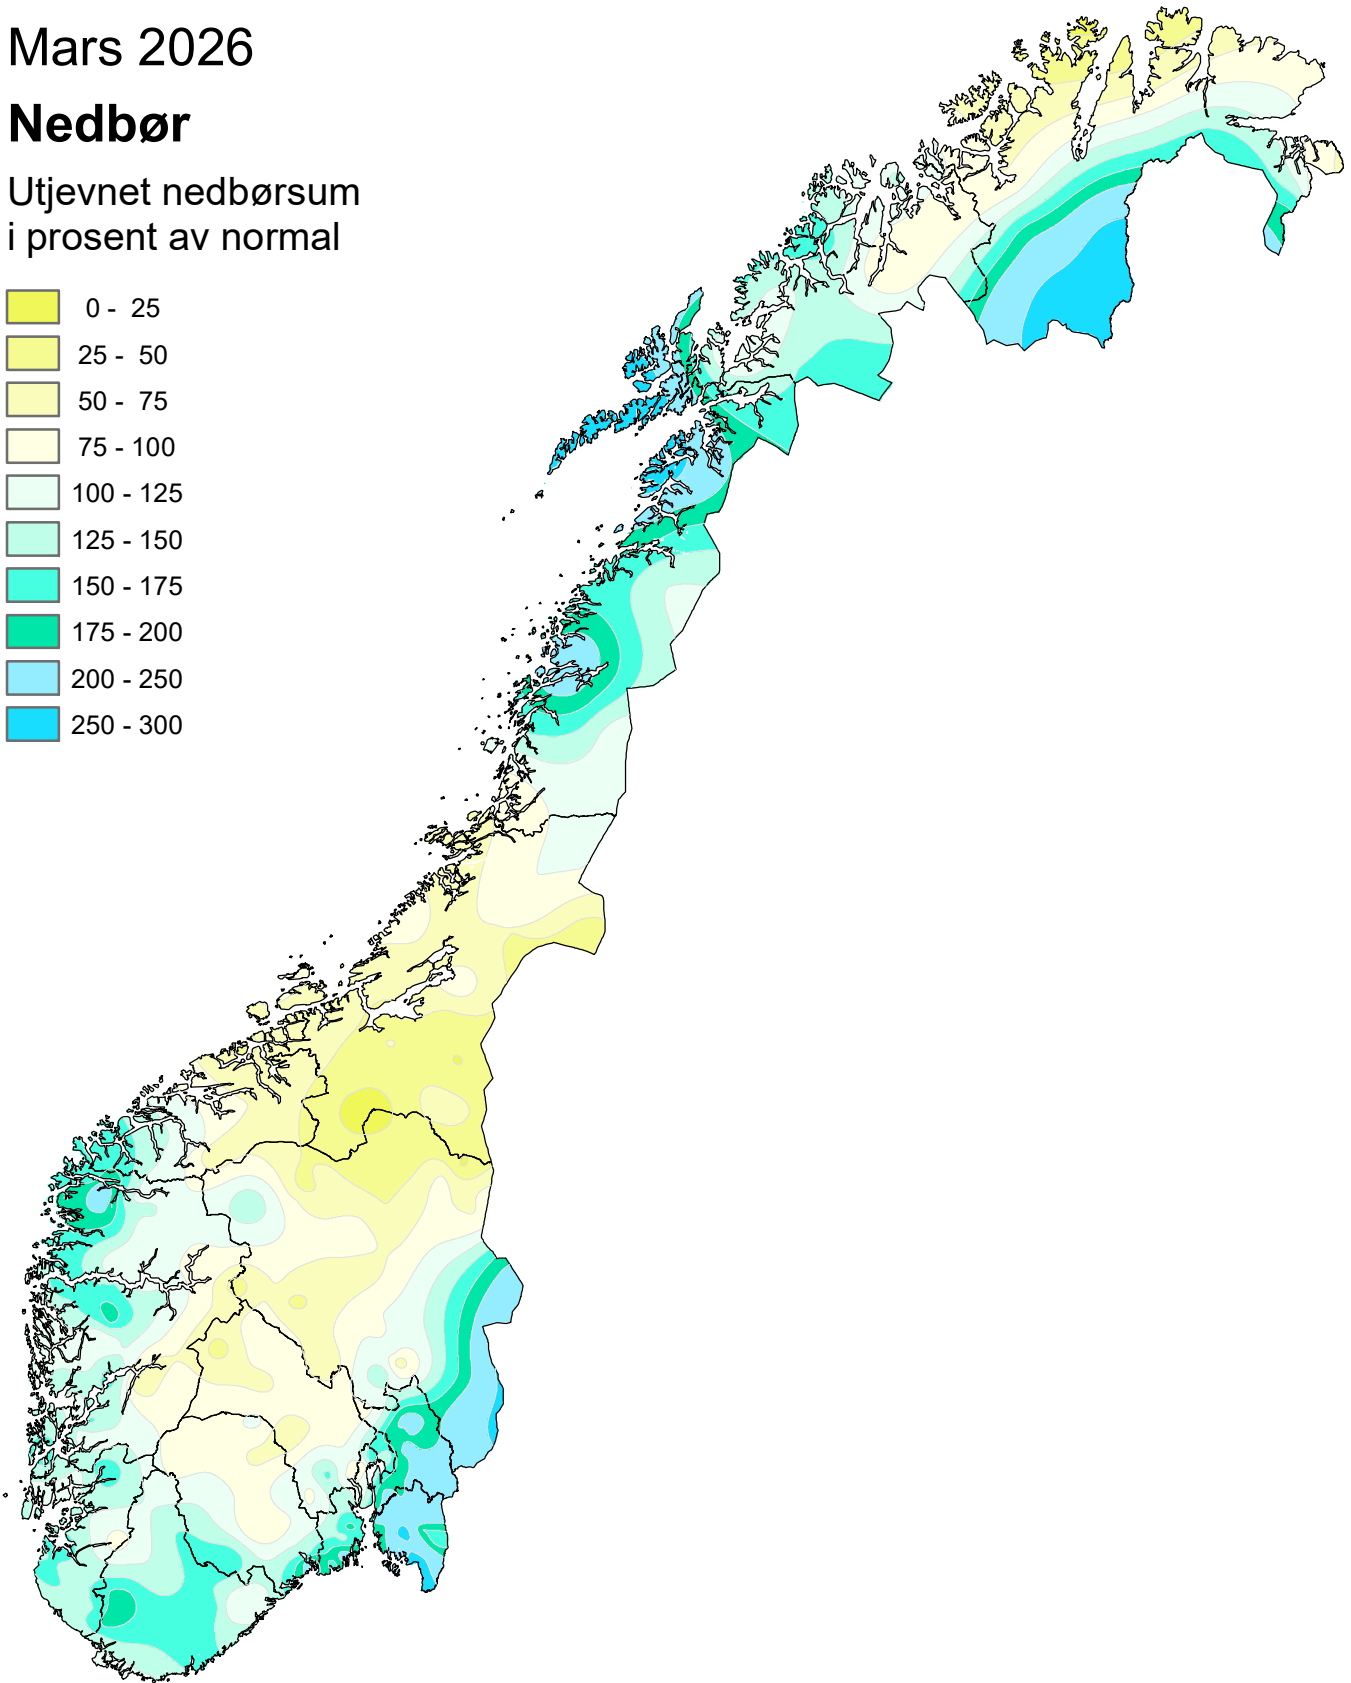 Mars 2026
Nedbør
Utjevnet nedbørsum
i prosent av normal
0 - 25
25 - 50
50 - 75
75 - 100
100 - 125
125 - 150
150 - 175
175 - 200
200 - 250
250 - 300